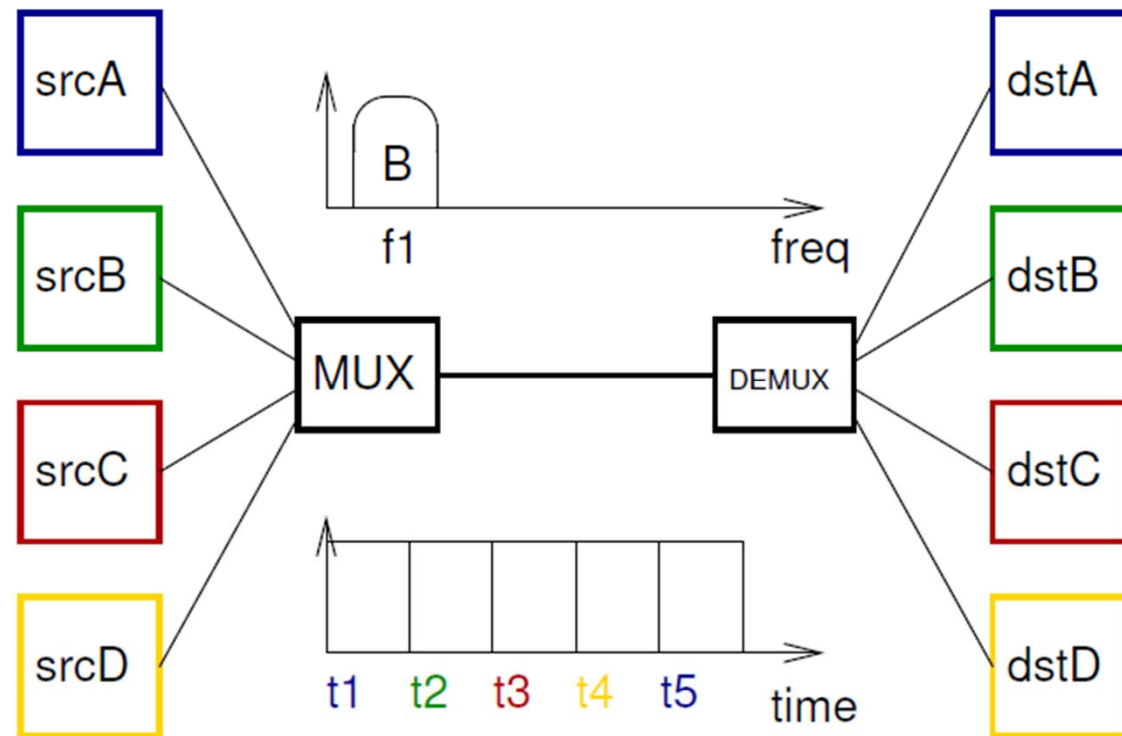 srcA
dstA
B
f1
freq
srcB
dstB
MUX
DEMUX
srcC
dstC
srcD
dstD
t1 t2 t3 t4 t5 time